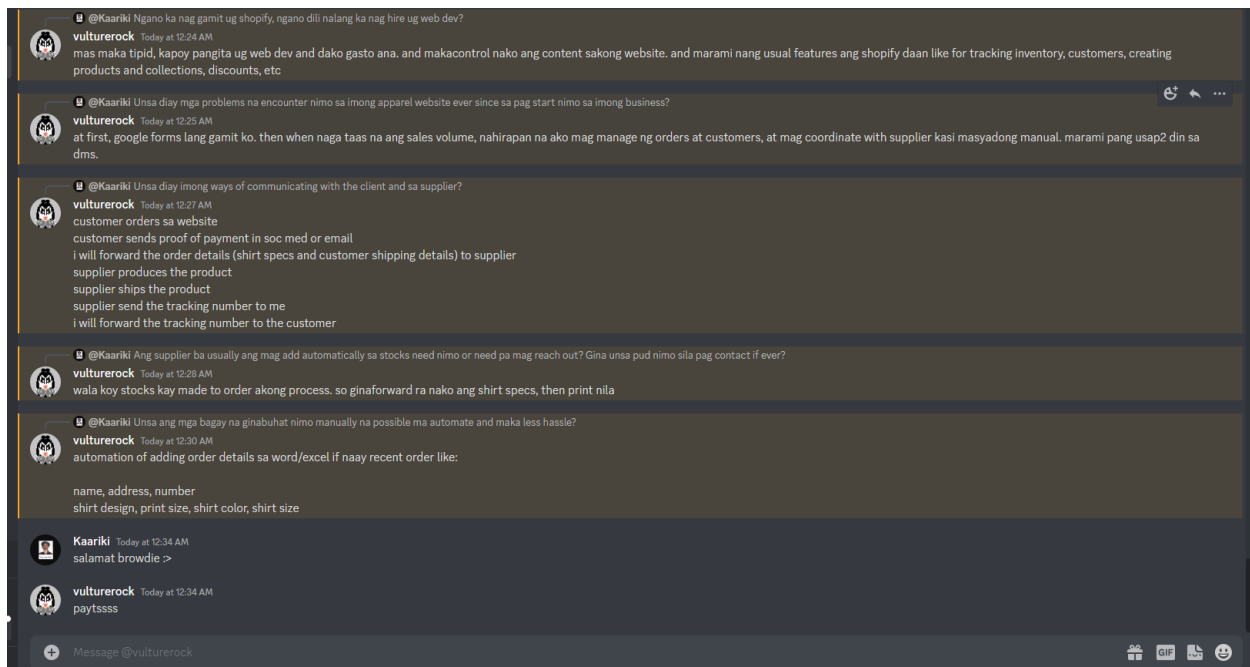 @Kaariki Ngano ka nag gamit ug shopify, ngano dili nalang ka nag hire ug web dev?
vulturerock Today at 12:24 AM
mas maka tipid, kapoy pangita ug web dev and dako gasto ana. and makacontrol nako ang content sakong website. and marami nang usual features ang shopify daan like for tracking inventory, customers, creating
products and collections, discounts, etc
@Kaariki Unsa diay mga problems na encounter nimo sa imong apparel website ever since sa pag start nimo sa imong business?
vulturerock Today at 12:25 AM
at first, google forms lang gamit ko. then when naga taas na ang sales volume, nahirapan na ako mag manage ng orders at customers, at mag coordinate with supplier kasi masyadong manual. marami pang usap2 din sa
dms.
@Kaariki Unsa diay imong ways of communicating with the client and sa supplier?
vulturerock Today at 12:27 AM
customer orders sa website
customer sends proof of payment in soc med or email
i will forward the order details (shirt specs and customer shipping details) to supplier
supplier produces the product
supplier ships the product
supplier send the tracking number to me
i will forward the tracking number to the customer
@Kaariki Ang supplier ba usually ang mag add automatically sa stocks need nimo or need pa mag reach out? Gina unsa pud nimo sila pag contact if ever?
vulturerock Today at 12:28 AM
wala koy stocks kay made to order akong process. so ginaforward ra nako ang shirt specs, then print nila
@Kaariki Unsa ang mga bagay na ginabuhat nimo manually na possible ma automate and maka less hassle?
vulturerock Today at 12:30 AM
automation of adding order details sa word/excel if naay recent order like:
name, address, number
shirt design, print size, shirt color, shirt size
Kaariki Today at 12:34 AM
salamat browdie :>
vulturerock Today at 12:34 AM
paytssss
Message @vulturerock
GIF